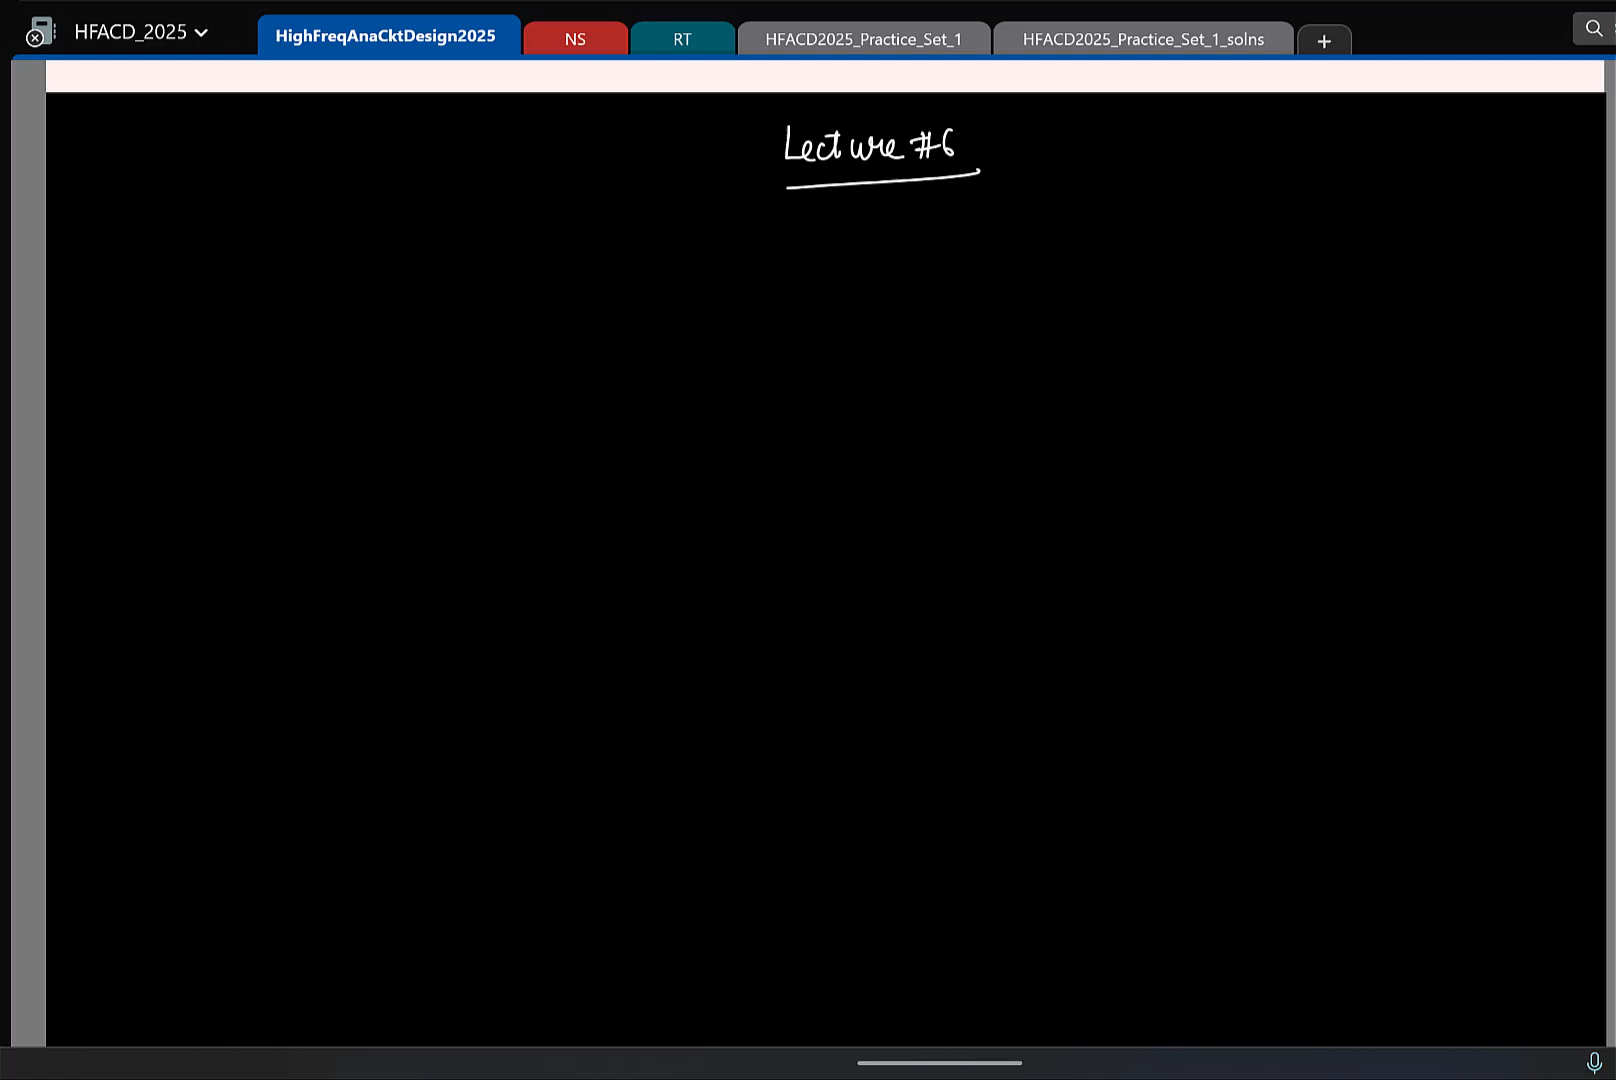 HFACD_2025
HighFreqAnaCktDesign2025
NS
RT
HFACD2025_Practice_Set_1
HFACD2025_Practice_Set_1_solns
+
Lecture #6